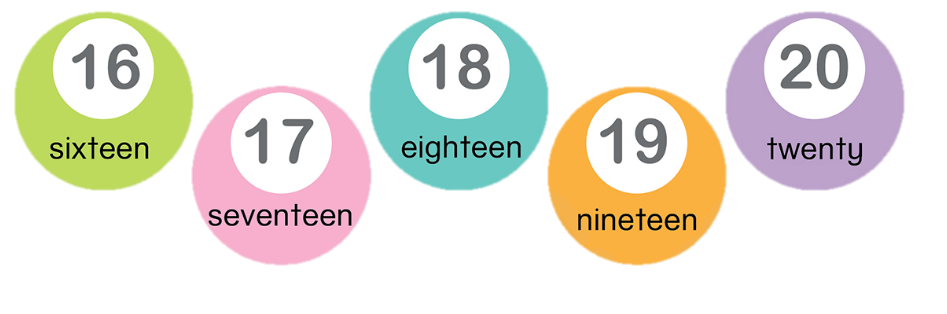 16
sixteen
17
seventeen
18
eighteen
19
nineteen
20
twenty